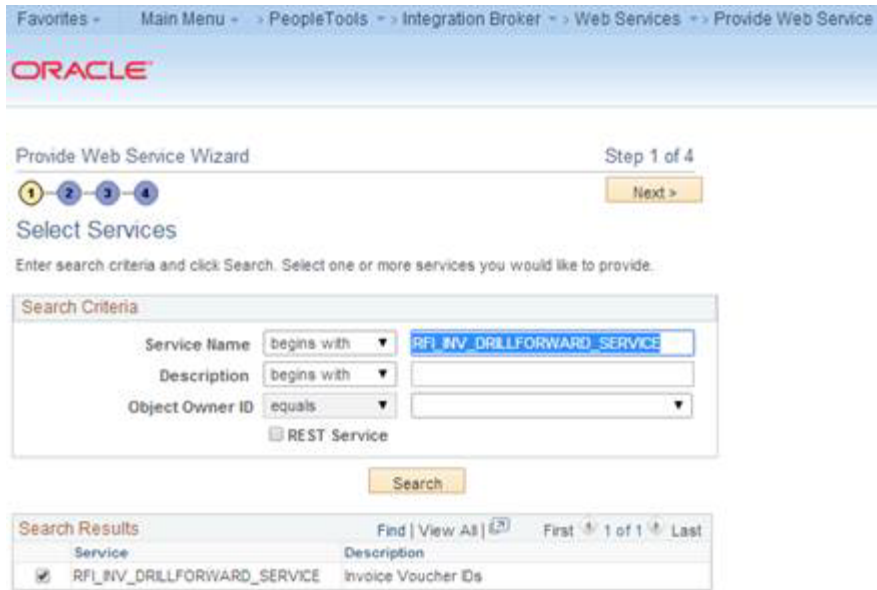 Favorites Main Menu > PeopleTools > Integration Broker > Web Services > Provide Web Service
ORACLE
Provide Web Service Wizard Step 1 of 4
1 2 3 4 Next >
Select Services
Enter search criteria and click Search. Select one or more services you would like to provide.
Search Criteria
Service Name begins with RFI_INV_DRILLFORWARD_SERVICE
Description begins with
Object Owner ID equals
REST Service
Search
Search Results Find | View All | First 1 of 1 Last
Service Description
RFI_INV_DRILLFORWARD_SERVICE Invoice Voucher IDs